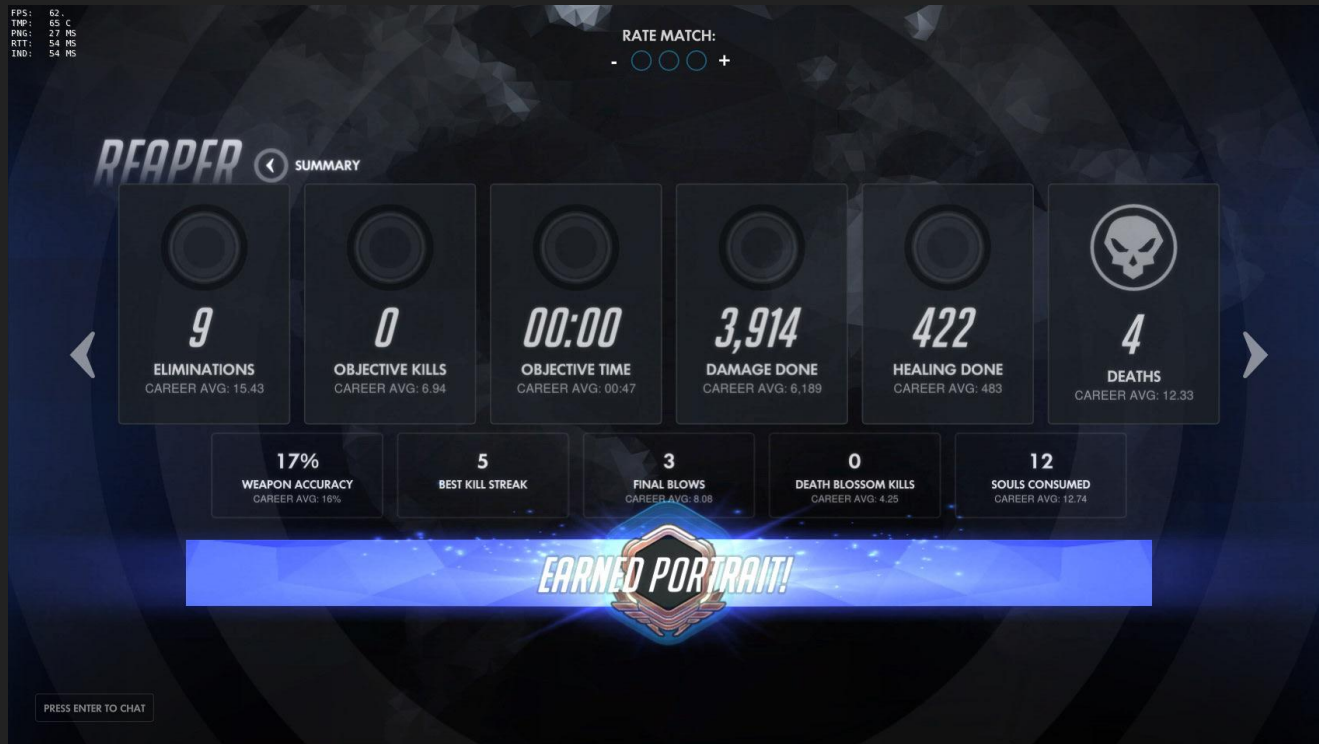 FPS: 62.
TMP: 65 C
PNG: 27 MS
RTT: 54 MS
IND: 54 MS
RATE MATCH:
- +
REAPER SUMMARY
9
ELIMINATIONS
CAREER AVG: 15.43
0
OBJECTIVE KILLS
CAREER AVG: 6.94
00:00
OBJECTIVE TIME
CAREER AVG: 00:47
3,914
DAMAGE DONE
CAREER AVG: 6,189
422
HEALING DONE
CAREER AVG: 483
4
DEATHS
CAREER AVG: 12.33
17%
WEAPON ACCURACY
CAREER AVG: 16%
5
BEST KILL STREAK
3
FINAL BLOWS
CAREER AVG: 8.08
0
DEATH BLOSSOM KILLS
CAREER AVG: 4.25
12
SOULS CONSUMED
CAREER AVG: 12.74
EARNED PORTRAIT!
PRESS ENTER TO CHAT